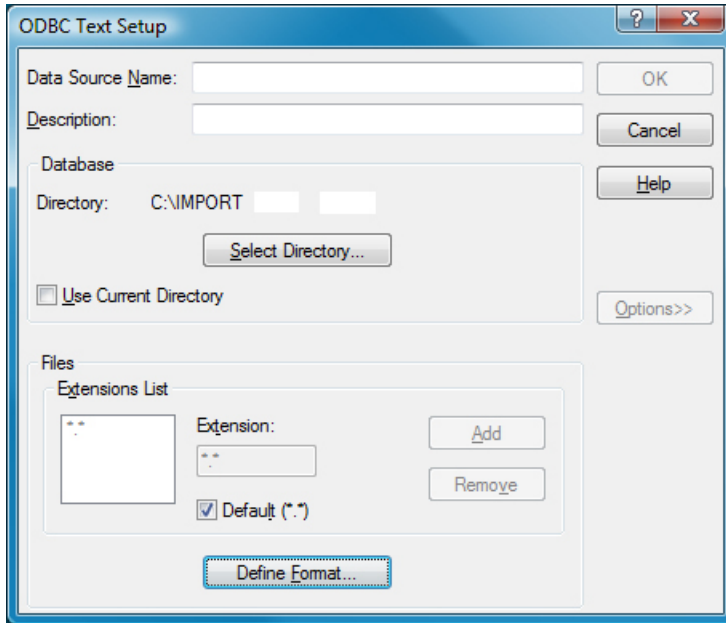 ODBC Text Setup
Data Source Name:
OK
Description:
Cancel
Database
Help
Directory: C:\IMPORT
Select Directory...
Use Current Directory
Options>>
Files
Extensions List
*.*
Extension:
Add
*.*
Remove
Default (*.*)
Define Format...